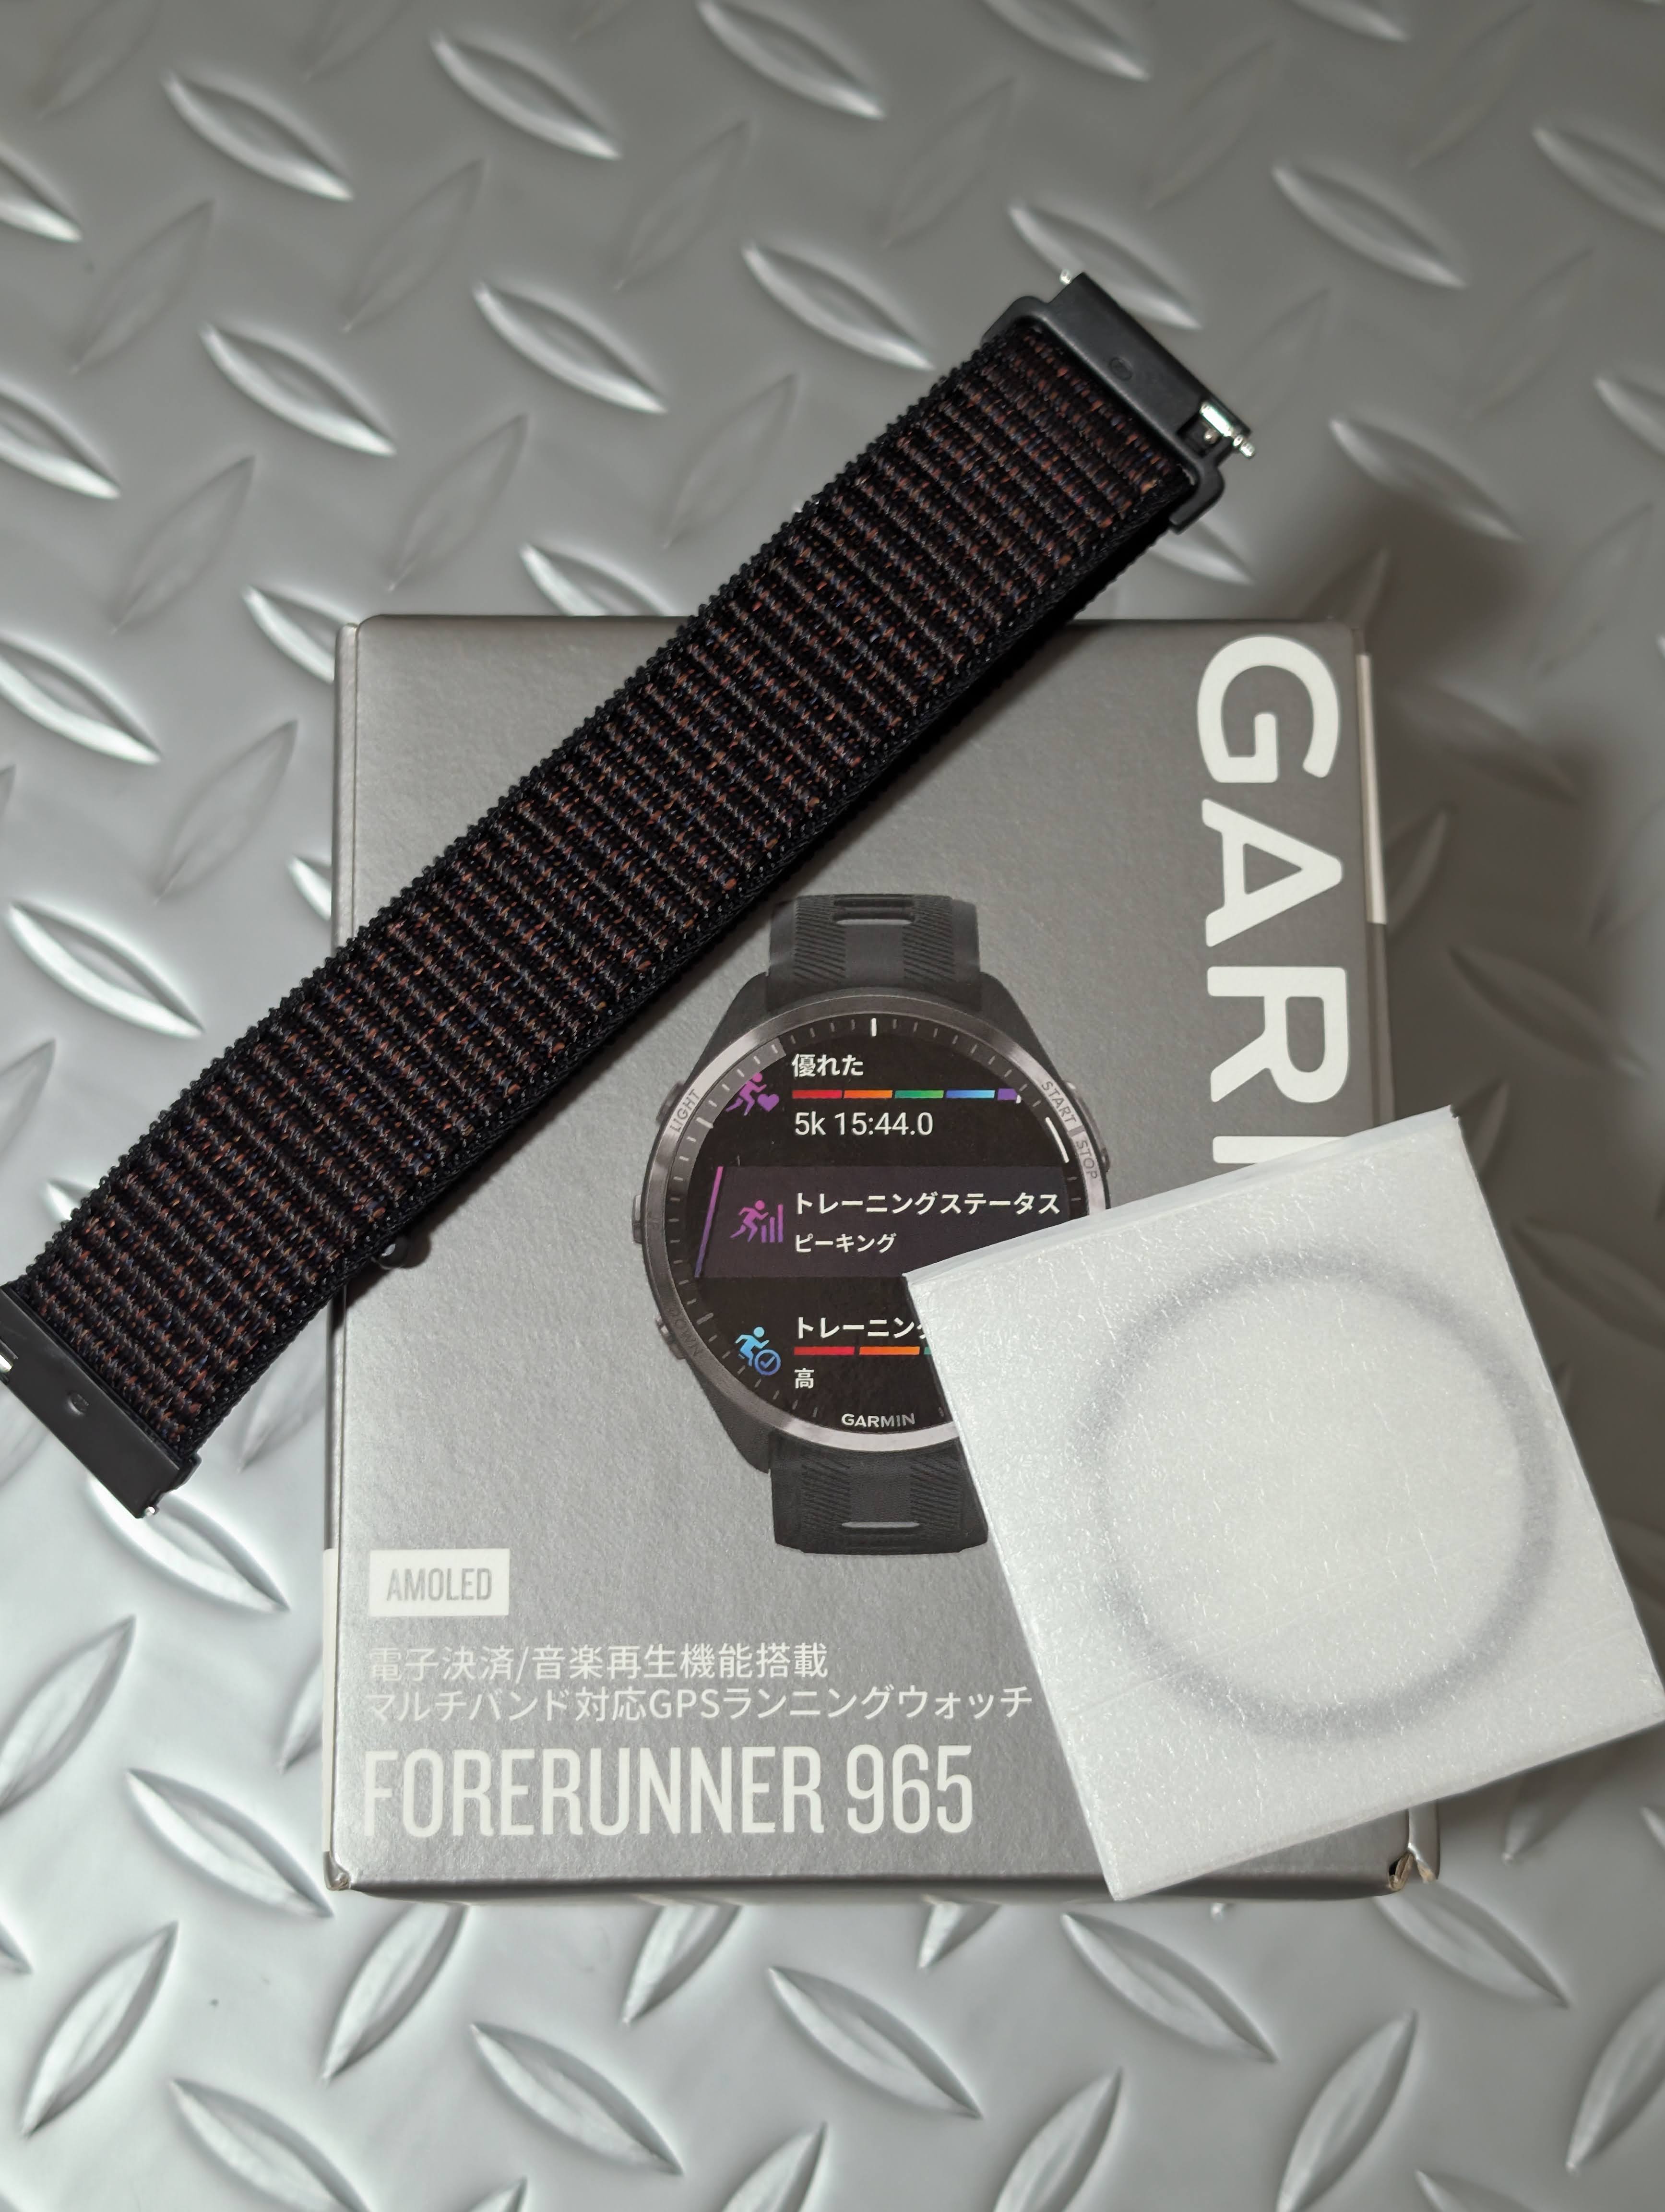 GARM
LIGHT
START
STOP
DOWN
優れた
5k 15:44.0
トレーニングステータス
ピーキング
トレーニング
高
GARMIN
AMOLED
電子決済/音楽再生機能搭載
マルチバンド対応GPSランニングウォッチ
FORERUNNER 965